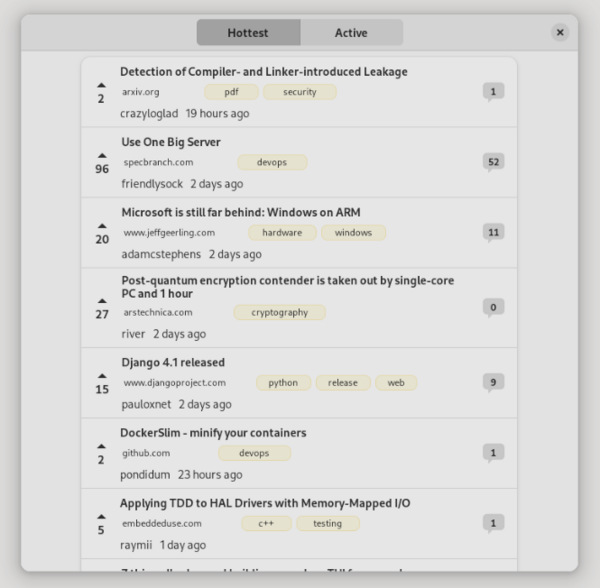 Hottest Active
Detection of Compiler- and Linker-introduced Leakage
2 arxiv.org pdf security 1
crazyloglad 19 hours ago
Use One Big Server
96 specbranch.com devops 52
friendlysock 2 days ago
Microsoft is still far behind: Windows on ARM
20 www.jeffgeerling.com hardware windows 11
adamcstephens 2 days ago
Post-quantum encryption contender is taken out by single-core
PC and 1 hour
27 arstechnica.com cryptography 0
river 2 days ago
Django 4.1 released
15 www.djangoproject.com python release web 9
pauloxnet 2 days ago
DockerSlim - minify your containers
2 github.com devops 1
pondidum 23 hours ago
Applying TDD to HAL Drivers with Memory-Mapped I/O
5 embeddeduse.com c++ testing 1
raymii 1 day ago